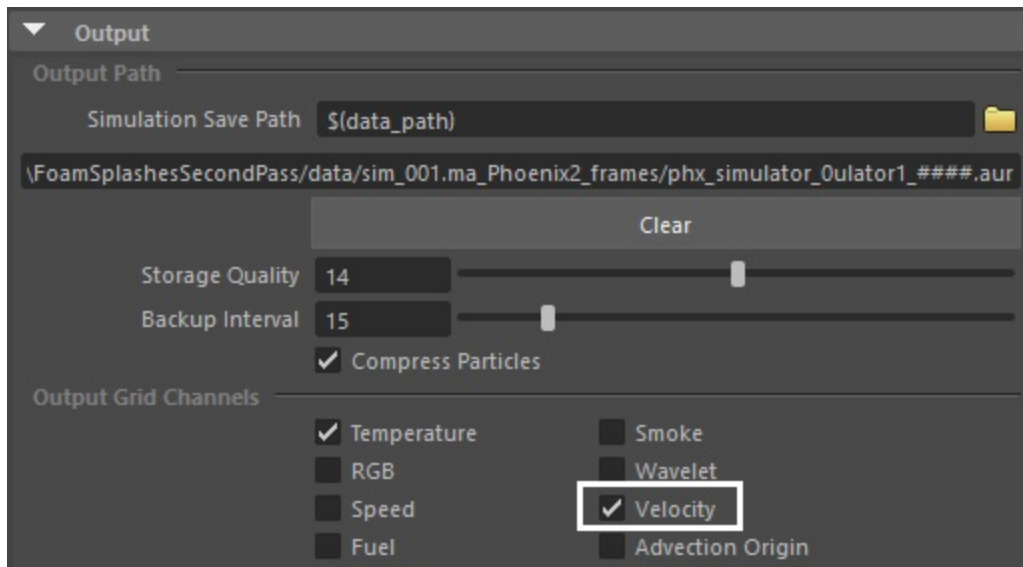 Output
Output Path
Simulation Save Path $(data_path)
\FoamSplashesSecondPass/data/sim_001.ma_Phoenix2_frames/phx_simulator_0ulator1_####.aur
Clear
Storage Quality 14
Backup Interval 15
Compress Particles
Output Grid Channels
Temperature Smoke
RGB Wavelet
Speed Velocity
Fuel Advection Origin